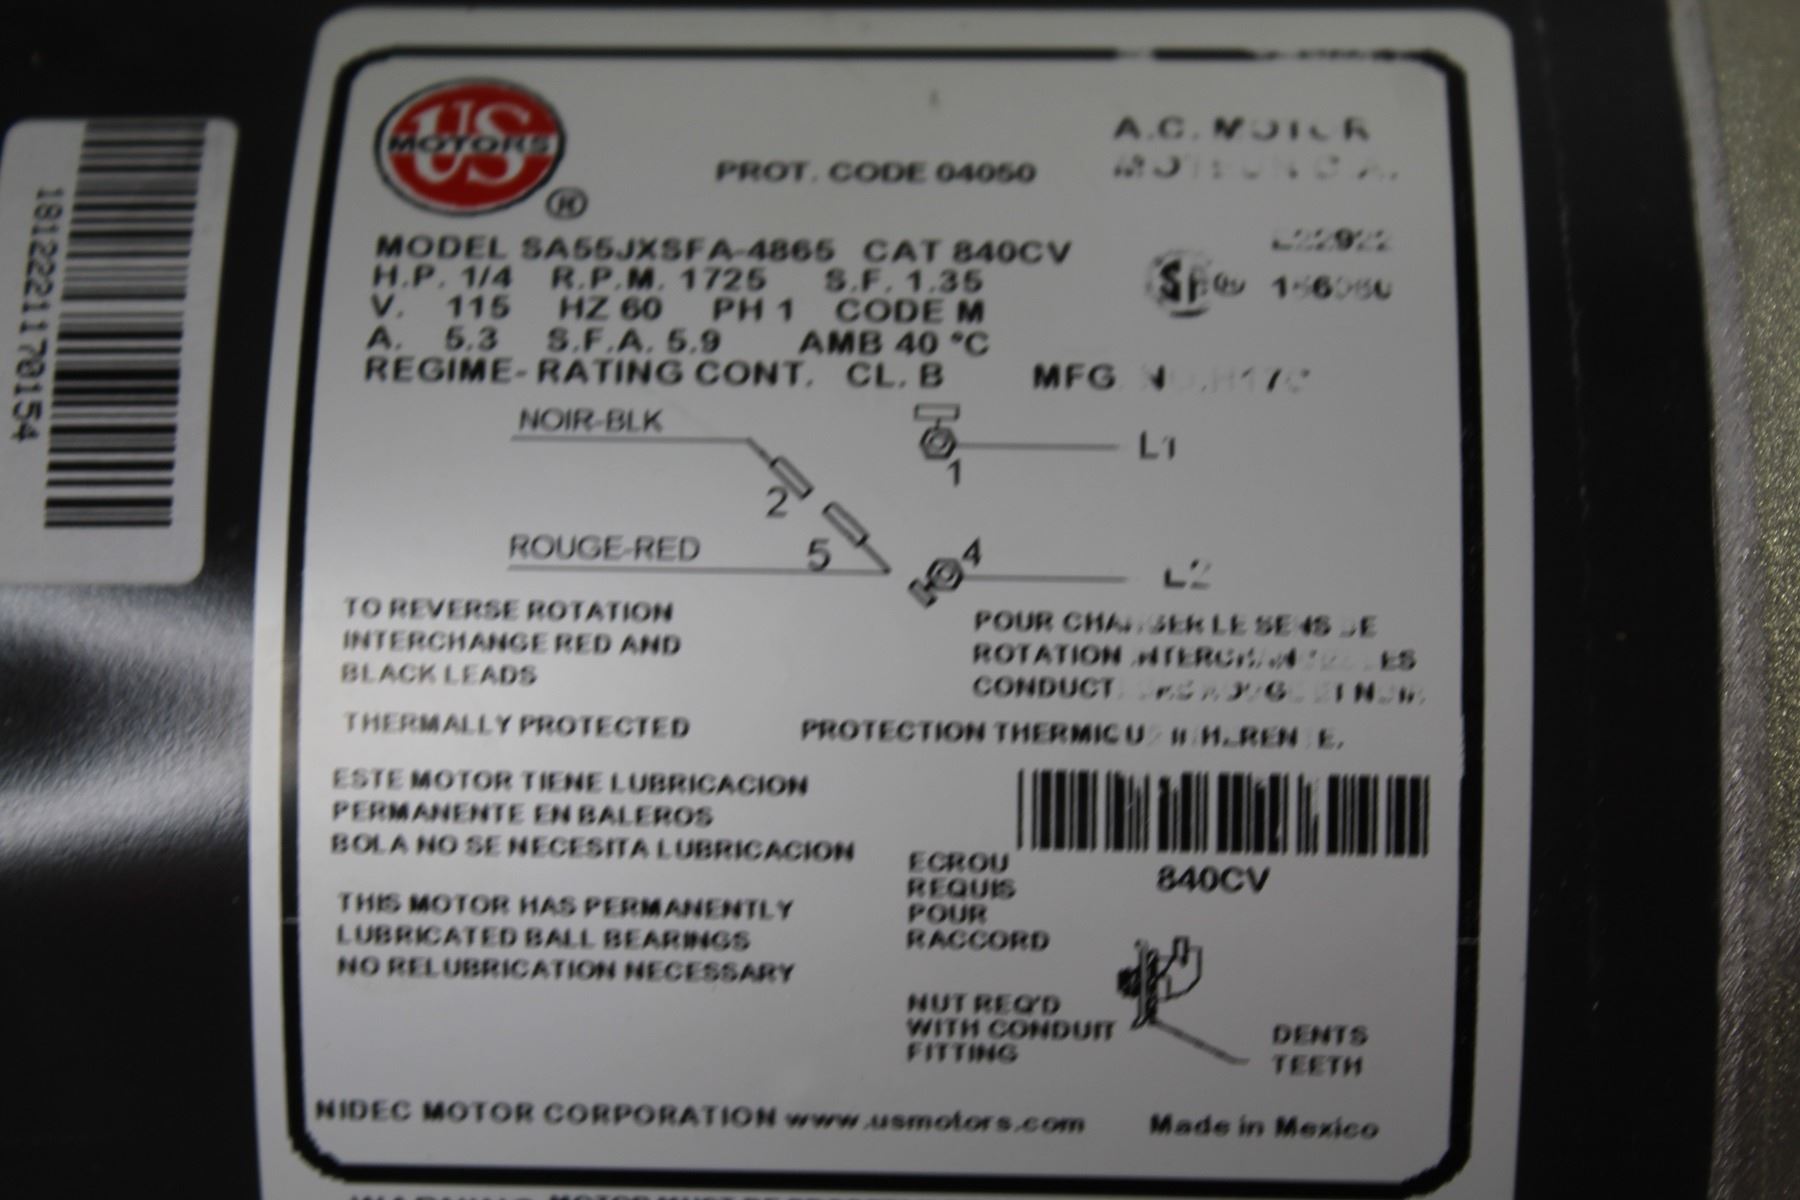 1812221170154
US
MOTORS
®
PROT. CODE 04050
A.C. MOTOR
MODEL SA55JXSFA-4865 CAT 840CV
H.P. 1/4 R.P.M. 1725 S.F. 1.35
V. 115 HZ 60 PH 1 CODE M
A. 5.3 S.F.A. 5.9 AMB 40 °C
REGIME- RATING CONT. CL. B MFG
NOIR-BLK
1
L1
2
ROUGE-RED
5
4
L2
TO REVERSE ROTATION
INTERCHANGE RED AND
BLACK LEADS
POUR CHANGER LE SENS DE
ROTATION
THERMALLY PROTECTED
PROTECTION
ESTE MOTOR TIENE LUBRICACION
PERMANENTE EN BALEROS
BOLA NO SE NECESITA LUBRICACION
840CV
THIS MOTOR HAS PERMANENTLY
LUBRICATED BALL BEARINGS
NO RELUBRICATION NECESSARY
ECROU
REQUIS
POUR
RACCORD
NUT REQ'D
WITH CONDUIT
FITTING
DENTS
TEETH
NIDEC MOTOR CORPORATION www.usmotors.com
Made in Mexico